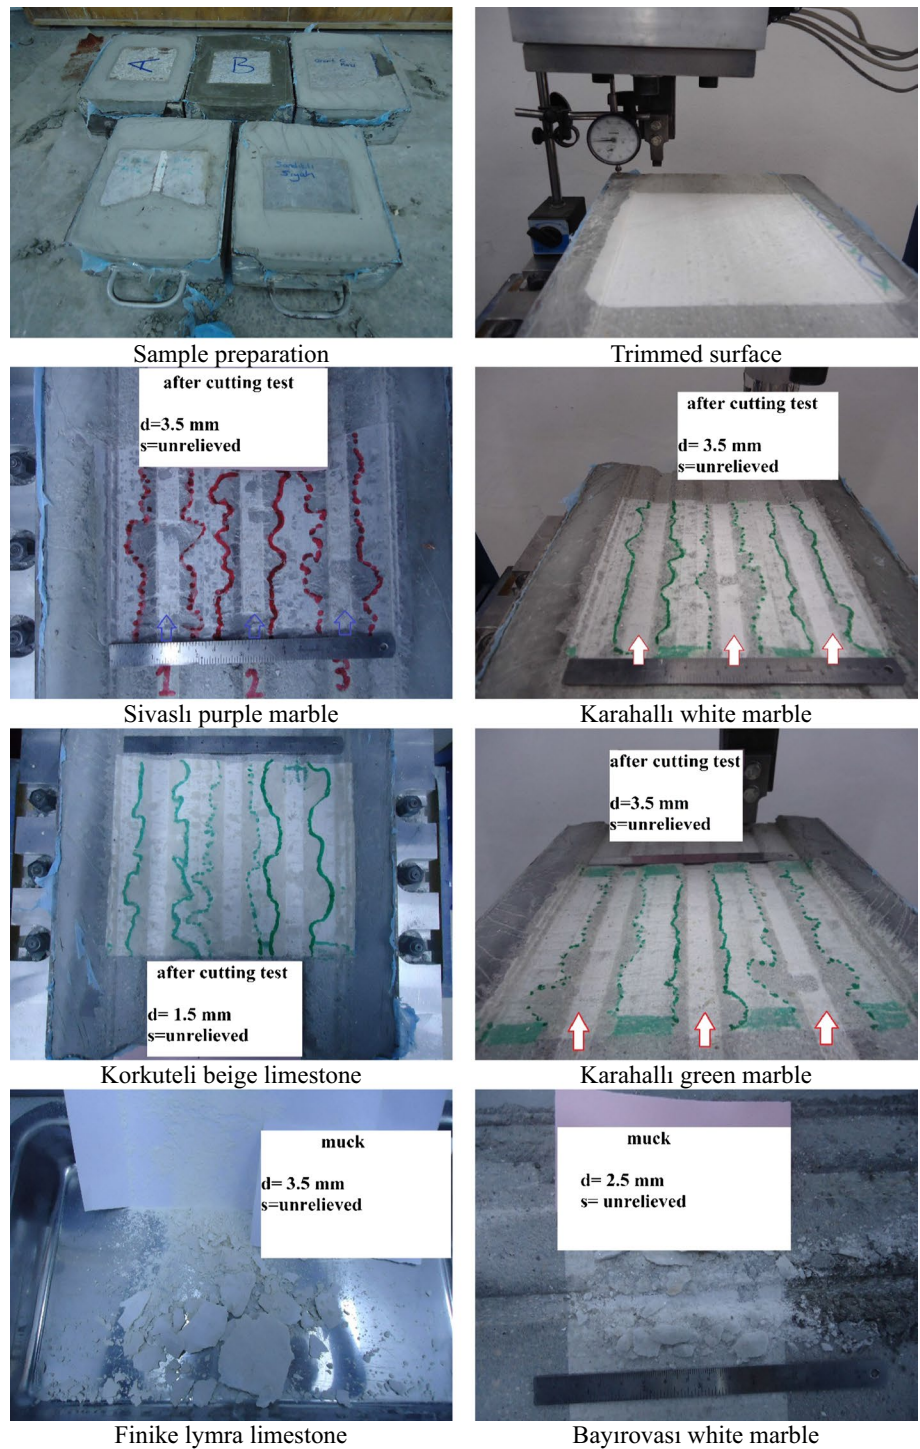 A
B
Sample preparation
Trimmed surface
after cutting test
d=3.5 mm
s=unrelieved
1
2
3
Sivaslı purple marble
after cutting test
d= 3.5 mm
s=unrelieved
Karahallı white marble
after cutting test
d= 1.5 mm
s=unrelieved
Korkuteli beige limestone
after cutting test
d=3.5 mm
s=unrelieved
Karahallı green marble
muck
d= 3.5 mm
s=unrelieved
Finike lymra limestone
muck
d= 2.5 mm
s= unrelieved
Bayırovası white marble